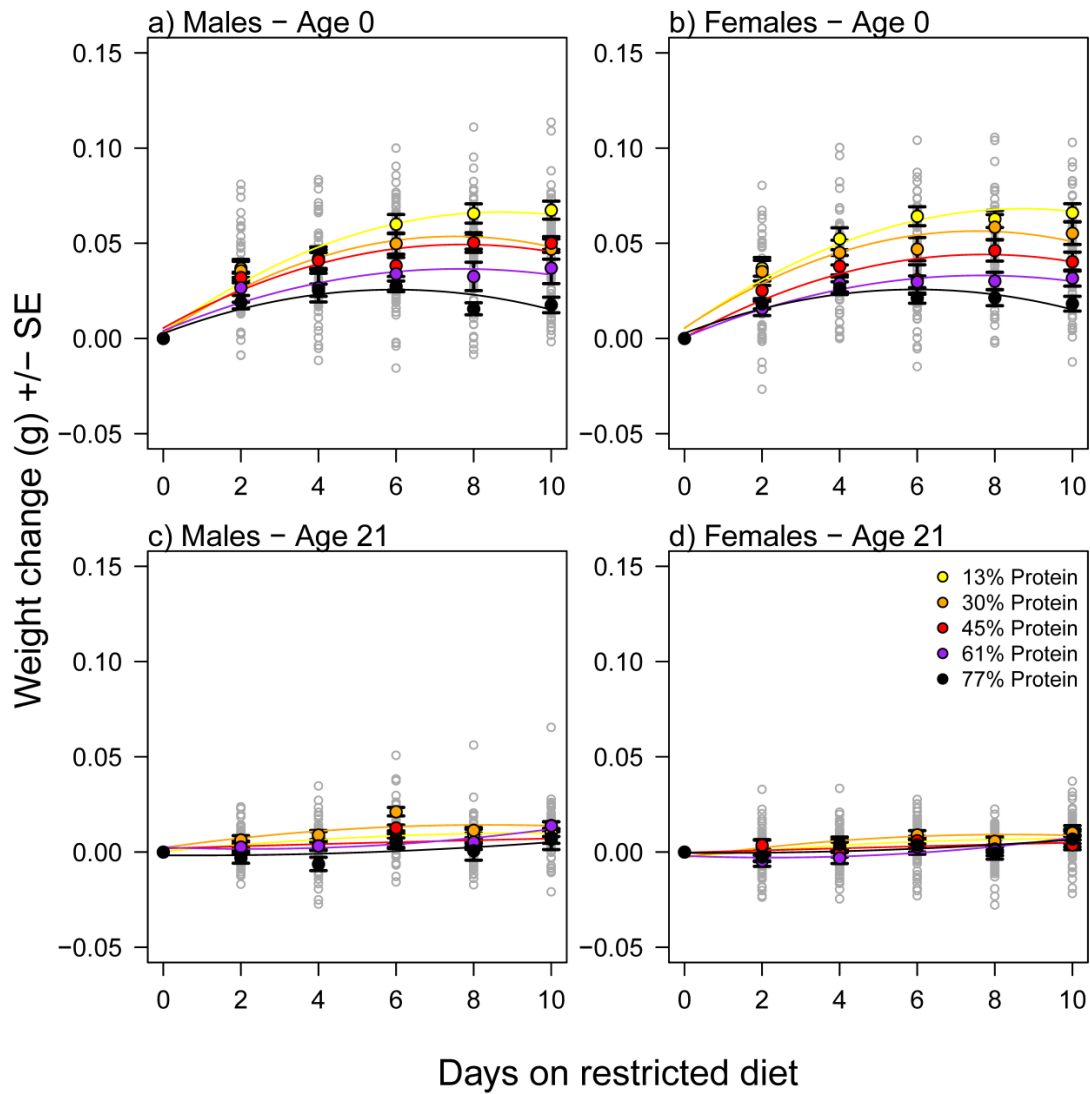 a) Males − Age 0
b) Females − Age 0
0.15
0.10
0.05
0.00
−0.05
0 2 4 6 8 10
0.15
0.10
0.05
0.00
−0.05
0 2 4 6 8 10
c) Males − Age 21
d) Females − Age 21
0.15
0.10
0.05
0.00
−0.05
0 2 4 6 8 10
0.15
0.10
0.05
0.00
−0.05
0 2 4 6 8 10
13% Protein
30% Protein
45% Protein
61% Protein
77% Protein
Weight change (g) +/− SE
Days on restricted diet